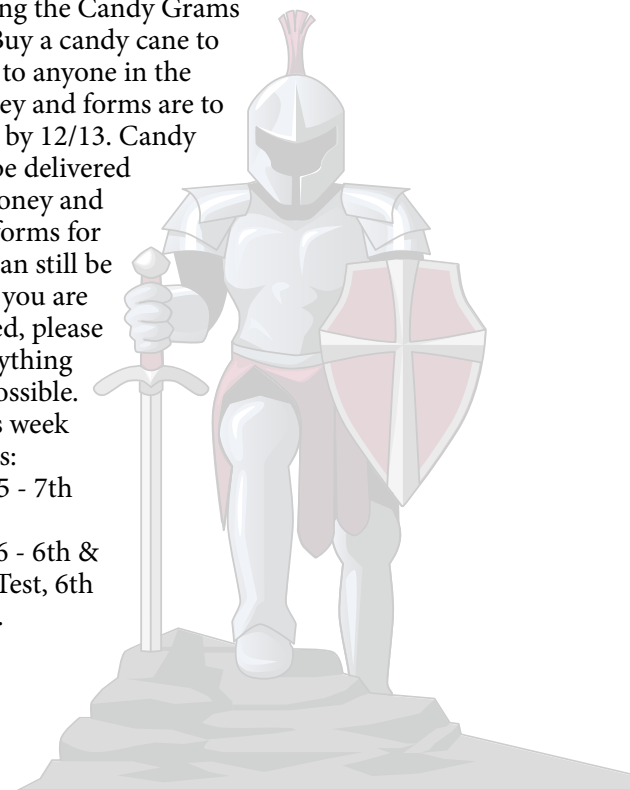 ng the Candy Grams
Buy a candy cane to
to anyone in the
ey and forms are to
by 12/13. Candy
be delivered
oney and
forms for
an still be
you are
ed, please
ything
ossible.
s week
s:
5 - 7th
6 - 6th &
Test, 6th
.